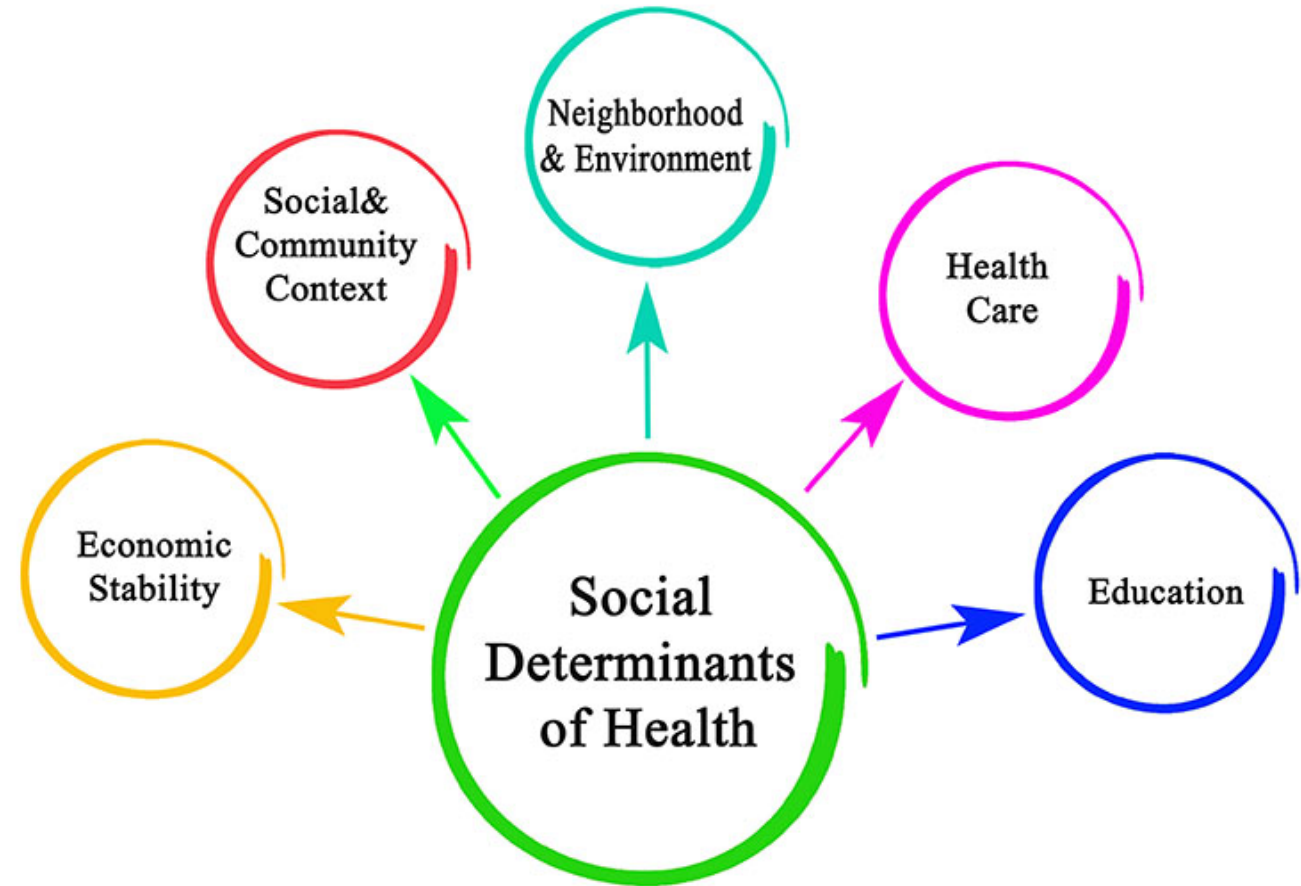 Neighborhood
& Environment
Social&
Community
Context
Health
Care
Economic
Stability
Education
Social
Determinants
of Health